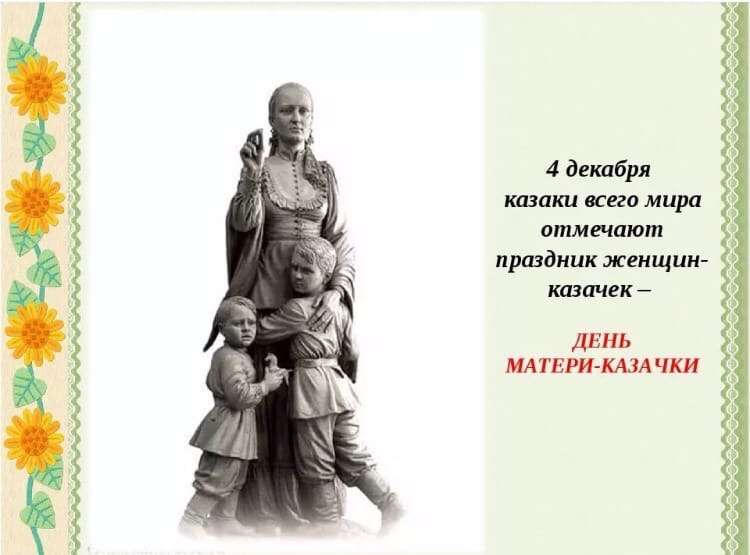 4 декабря
казаки всего мира
отмечают
праздник женщин-
казачек –
ДЕНЬ
МАТЕРИ-КАЗАЧКИ